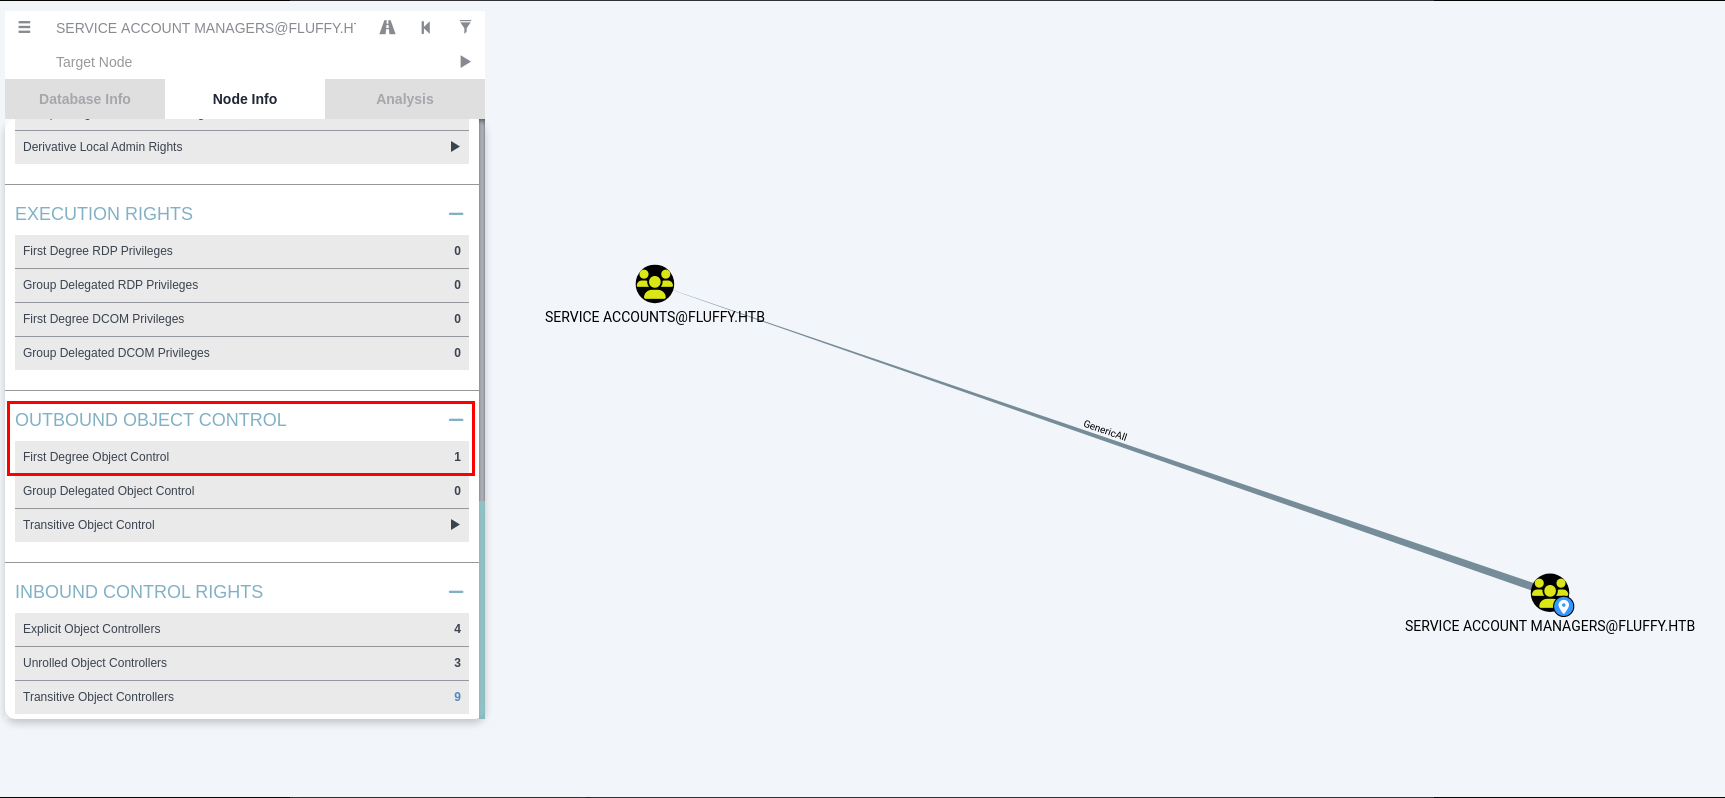 SERVICE ACCOUNT MANAGERS@FLUFFY.H
Target Node
Database Info
Node Info
Analysis
Derivative Local Admin Rights
EXECUTION RIGHTS
First Degree RDP Privileges 0
Group Delegated RDP Privileges 0
First Degree DCOM Privileges 0
Group Delegated DCOM Privileges 0
OUTBOUND OBJECT CONTROL
First Degree Object Control 1
Group Delegated Object Control 0
Transitive Object Control
INBOUND CONTROL RIGHTS
Explicit Object Controllers 4
Unrolled Object Controllers 3
Transitive Object Controllers 9
SERVICE ACCOUNTS@FLUFFY.HTB
GenericAll
SERVICE ACCOUNT MANAGERS@FLUFFY.HTB